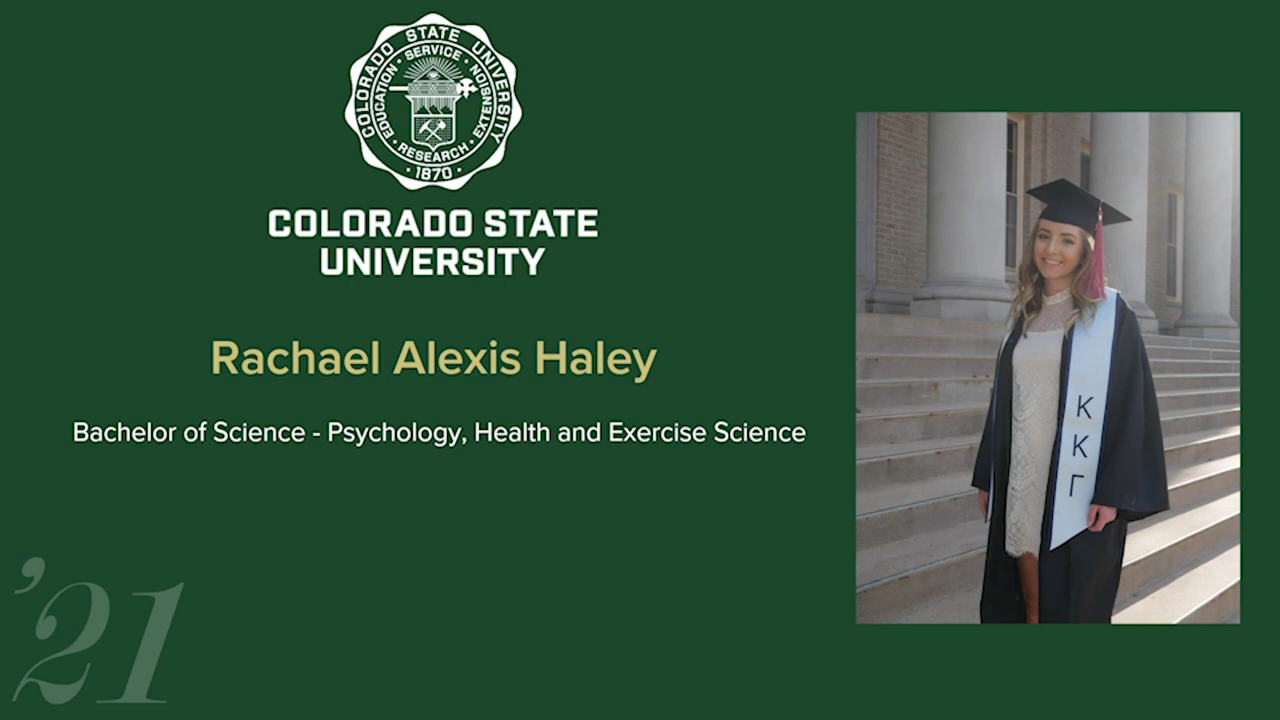 COLORADO STATE UNIVERSITY
EDUCATION • SERVICE • EXTENSION • RESEARCH
• 1870 •
COLORADO STATE
UNIVERSITY
Rachael Alexis Haley
Bachelor of Science - Psychology, Health and Exercise Science
Κ
Κ
Γ
’21